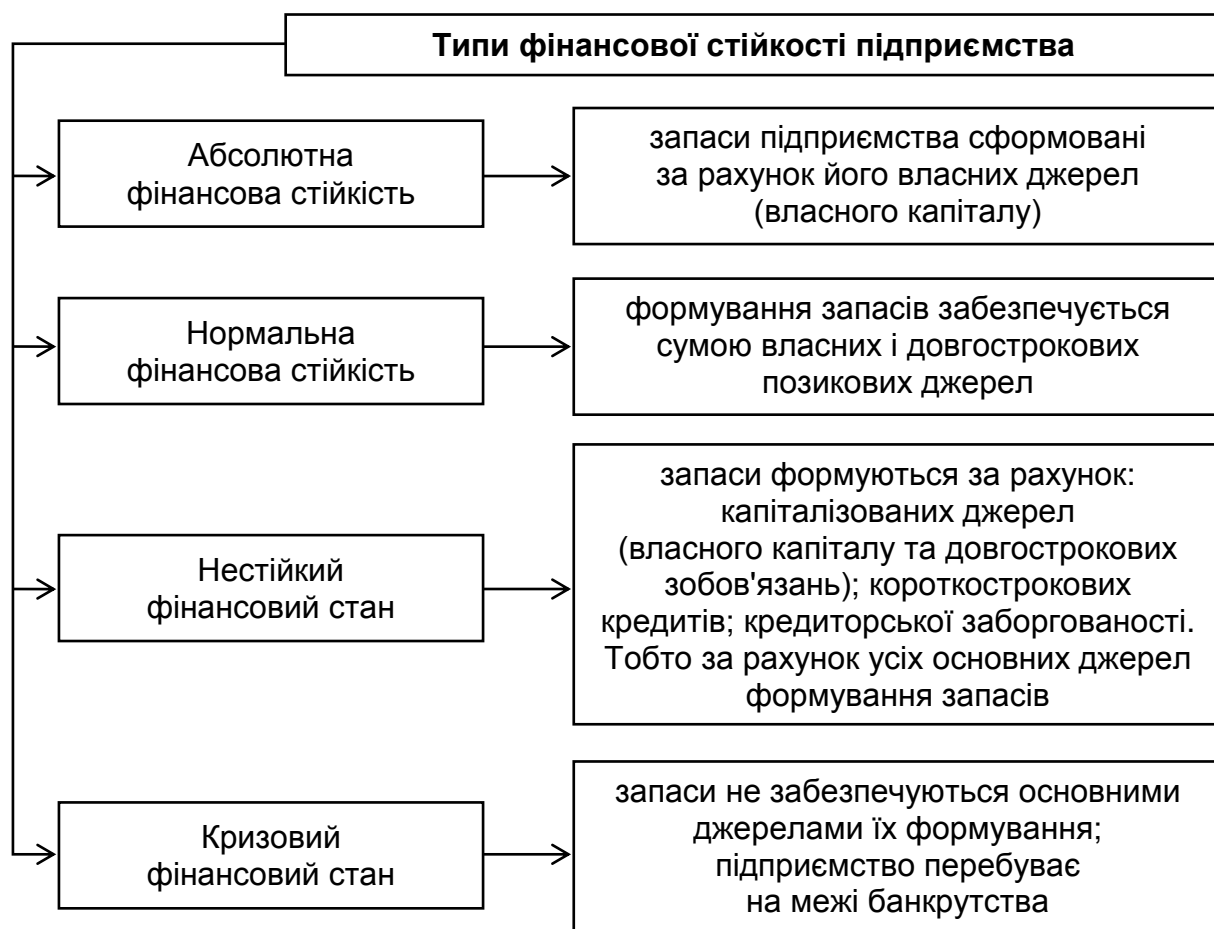 Типи фінансової стійкості підприємства
Абсолютна
фінансова стійкість
запаси підприємства сформовані
за рахунок його власних джерел
(власного капіталу)
Нормальна
фінансова стійкість
формування запасів забезпечується
сумою власних і довгострокових
позикових джерел
Нестійкий
фінансовий стан
запаси формуються за рахунок:
капіталізованих джерел
(власного капіталу та довгострокових
зобов'язань); короткострокових
кредитів; кредиторської заборгованості.
Тобто за рахунок усіх основних джерел
формування запасів
Кризовий
фінансовий стан
запаси не забезпечуються основними
джерелами їх формування;
підприємство перебуває
на межі банкрутства